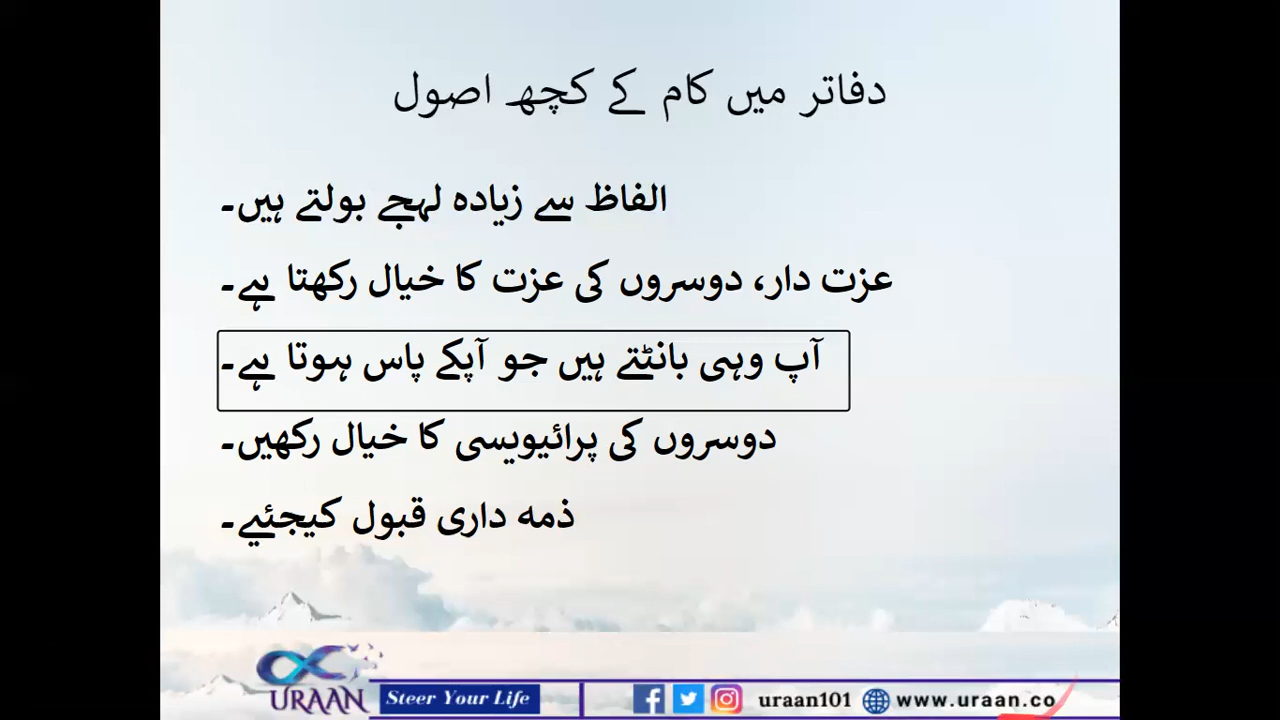 دفاتر میں کام کے کچھ اصول
الفاظ سے زیادہ لہجے بولتے ہیں۔
عزت دار، دوسروں کی عزت کا خیال رکھتا ہے۔
آپ وہی بانٹتے ہیں جو آپکے پاس ہوتا ہے۔
دوسروں کی پرائیویسی کا خیال رکھیں۔
ذمہ داری قبول کیجئیے۔
URAAN Steer Your Life uraan101 www.uraan.co